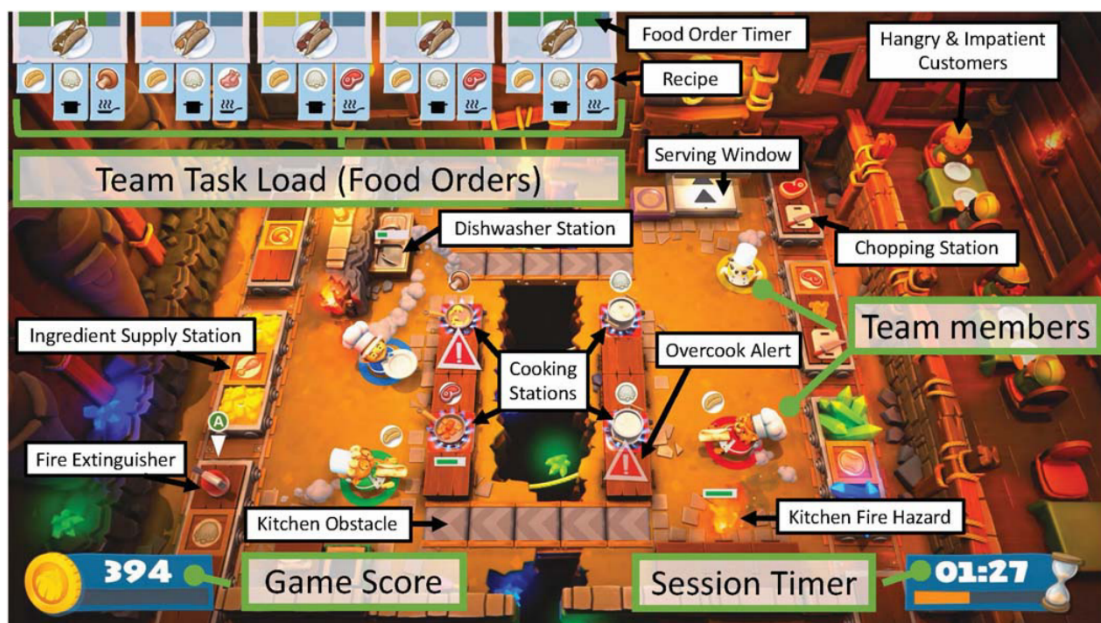 Food Order Timer
Hangry & Impatient
Customers
Recipe
Serving Window
Team Task Load (Food Orders)
Dishwasher Station
Chopping Station
Ingredient Supply Station
Team members
Overcook Alert
Cooking
Stations
A
Fire Extinguisher
Kitchen Obstacle
Kitchen Fire Hazard
394
Game Score
Session Timer
01:27